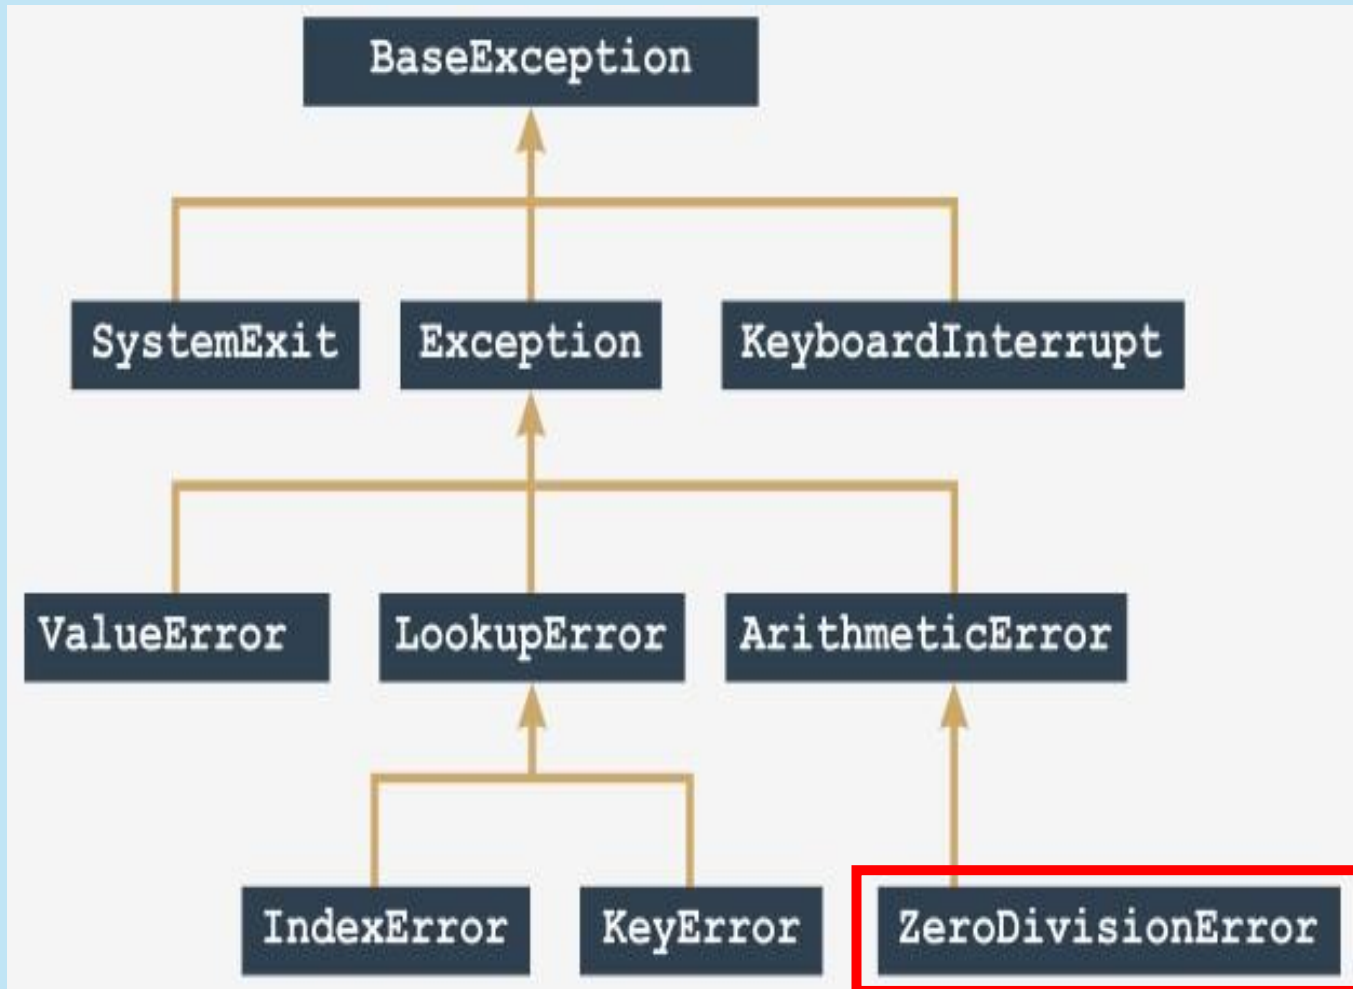 BaseException
SystemExit
Exception
KeyboardInterrupt
ValueError
LookupError
ArithmeticError
IndexError
KeyError
ZeroDivisionError